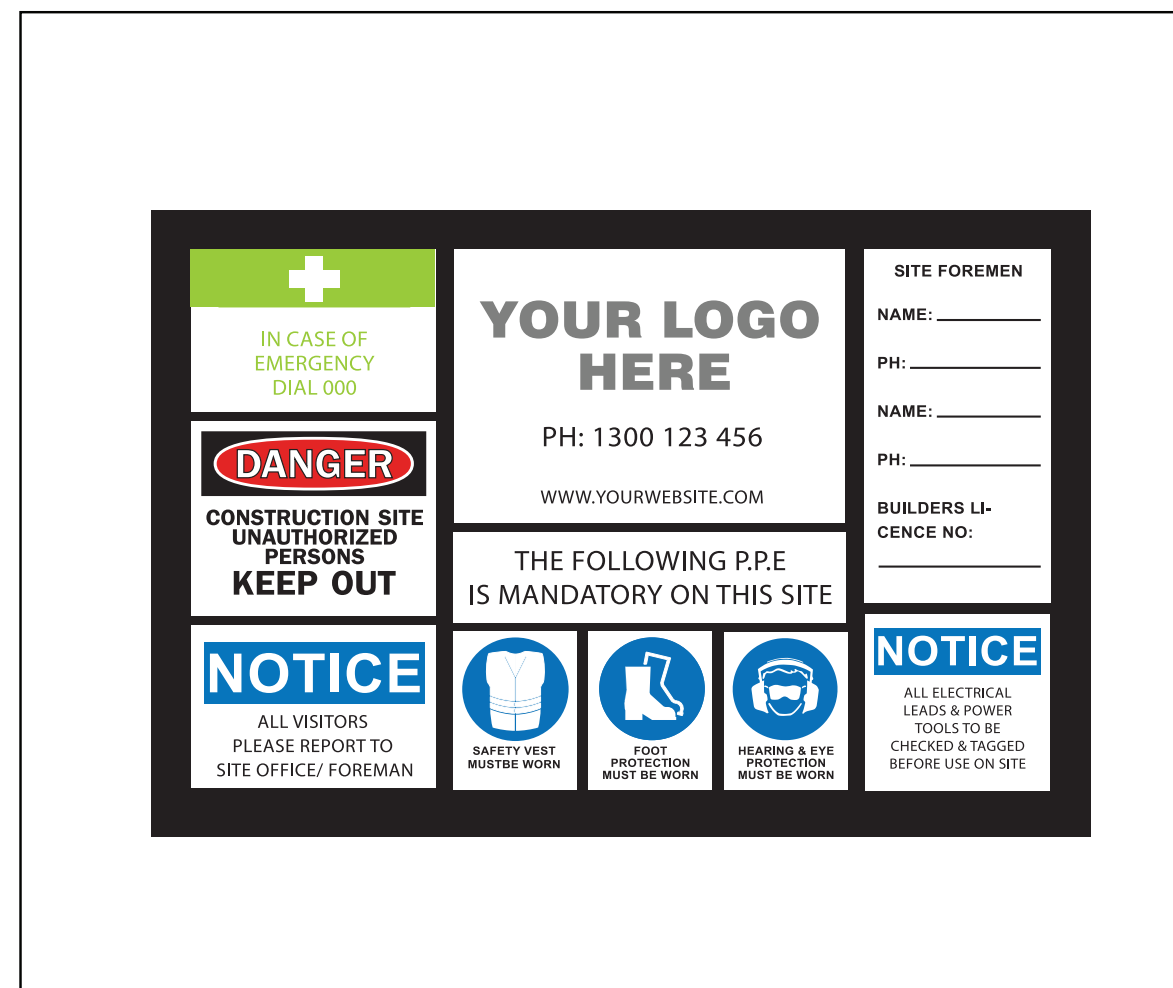 IN CASE OF
EMERGENCY
DIAL 000
DANGER
CONSTRUCTION SITE
UNAUTHORIZED
PERSONS
KEEP OUT
NOTICE
ALL VISITORS
PLEASE REPORT TO
SITE OFFICE/ FOREMAN
YOUR LOGO
HERE
PH: 1300 123 456
WWW.YOURWEBSITE.COM
THE FOLLOWING P.P.E
IS MANDATORY ON THIS SITE
SAFETY VEST
MUSTBE WORN
FOOT
PROTECTION
MUST BE WORN
HEARING & EYE
PROTECTION
MUST BE WORN
SITE FOREMEN
NAME:
PH:
NAME:
PH:
BUILDERS LI-
CENCE NO:
NOTICE
ALL ELECTRICAL
LEADS & POWER
TOOLS TO BE
CHECKED & TAGGED
BEFORE USE ON SITE